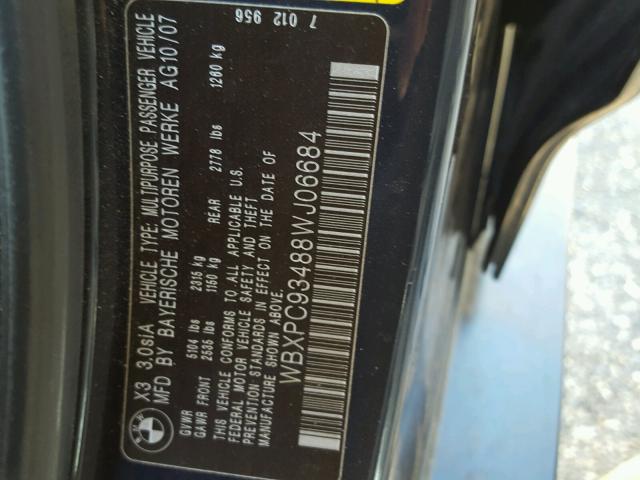 X3 3.0siA VEHICLE TYPE: MULTIPURPOSE PASSENGER VEHICLE
MFD BY BAYERISCHE MOTOREN WERKE AG 10/07
GVWR 5104 lbs 2315 kg
GAWR FRONT 2535 lbs 1150 kg REAR 2778 lbs 1260 kg
THIS VEHICLE CONFORMS TO ALL APPLICABLE U.S.
FEDERAL MOTOR VEHICLE SAFETY AND THEFT
PREVENTION STANDARDS IN EFFECT ON THE DATE OF
MANUFACTURE SHOWN ABOVE.
WBXPC93488WJ06684
7 012 956
BMW